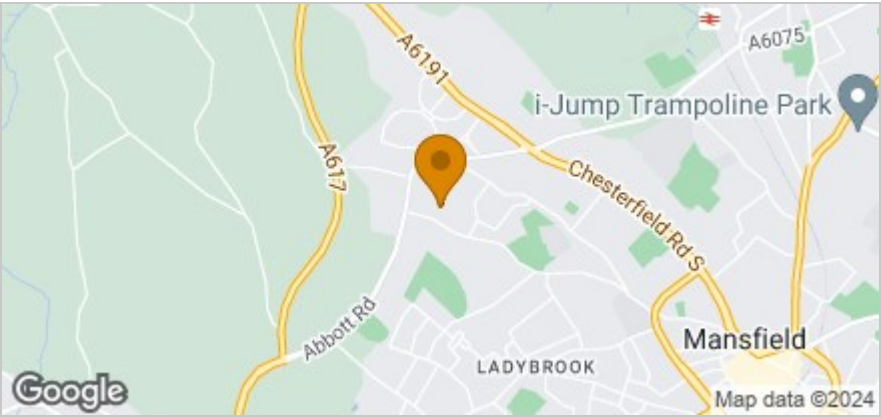 A6191
A6075
i-Jump Trampoline Park
A617
Chesterfield Rd S
Abbott Rd
Mansfield
LADYBROOK
Google
Map data ©2024